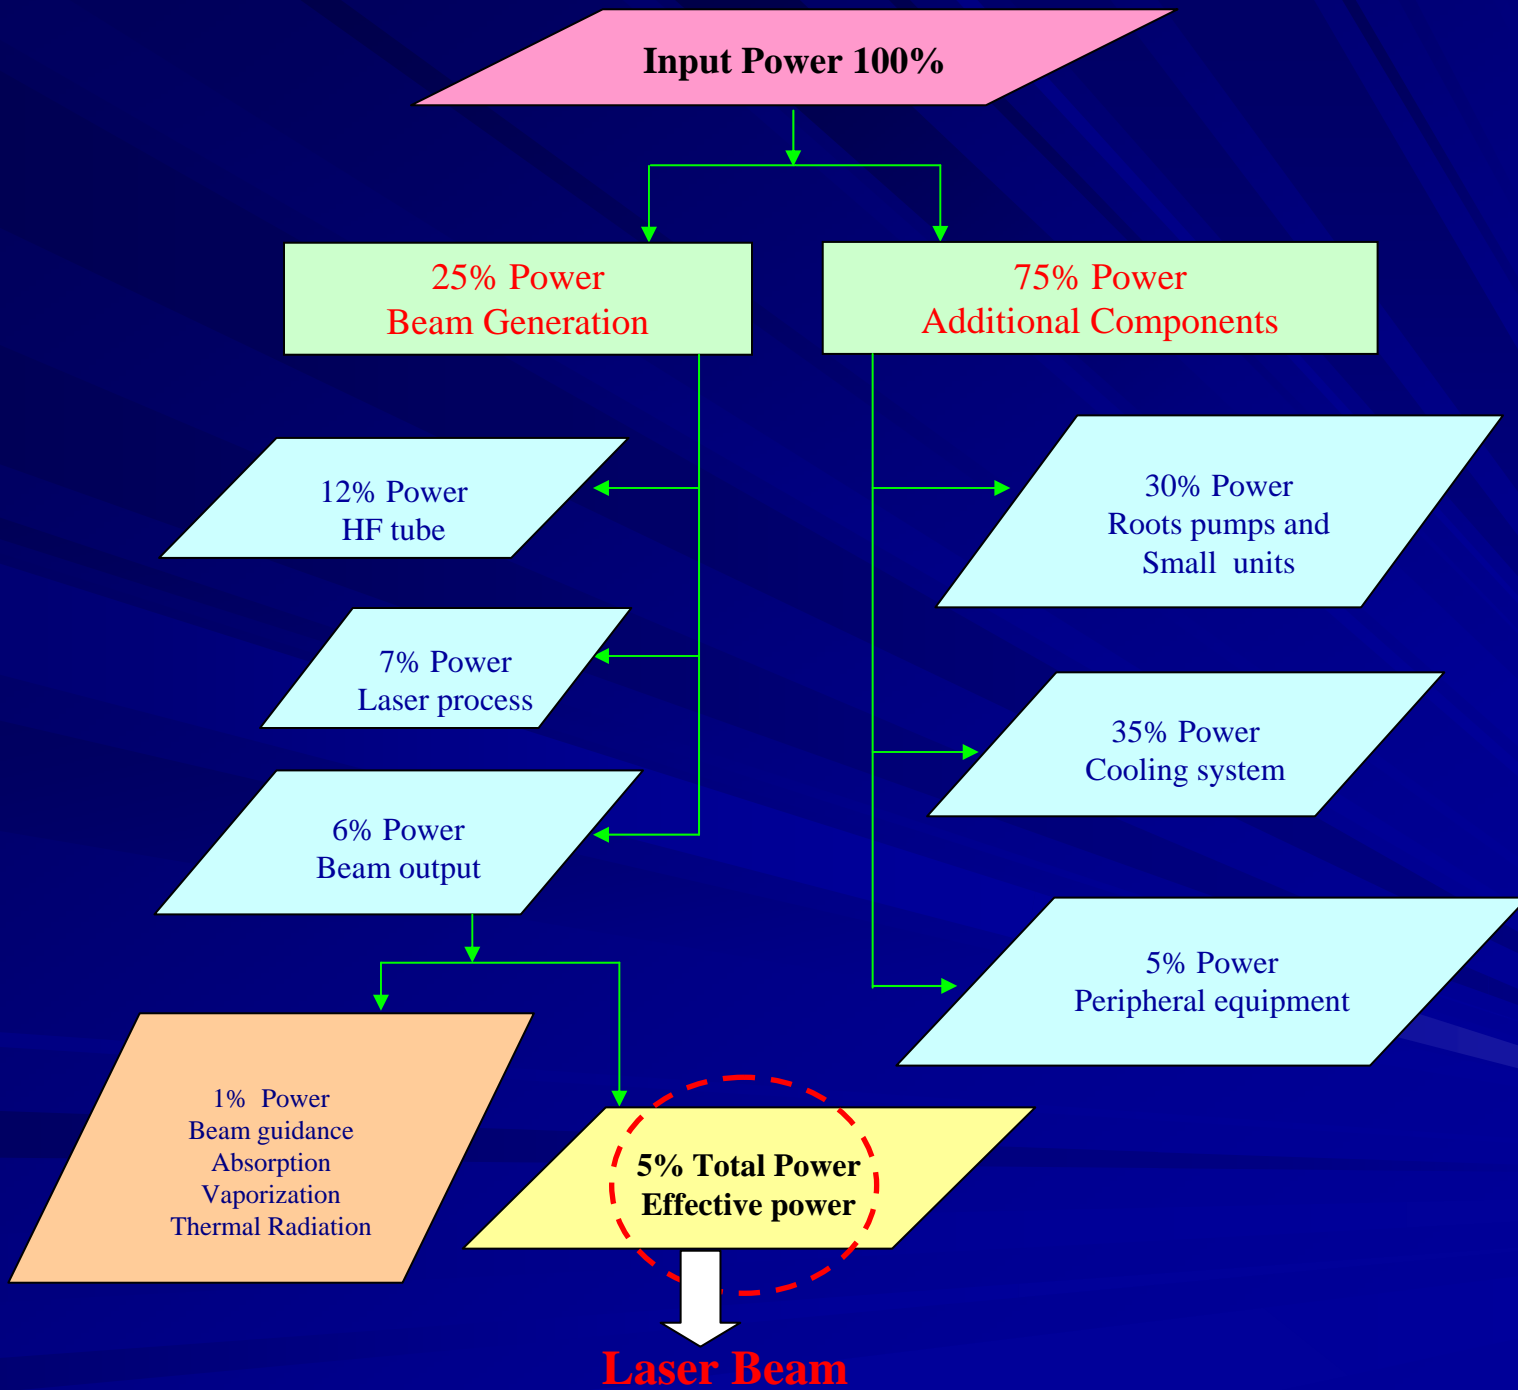 Input Power 100%
25% Power
Beam Generation
75% Power
Additional Components
12% Power
HF tube
30% Power
Roots pumps and
Small units
7% Power
Laser process
35% Power
Cooling system
6% Power
Beam output
5% Power
Peripheral equipment
1% Power
Beam guidance
Absorption
Vaporization
Thermal Radiation
5% Total Power
Effective power
Laser Beam